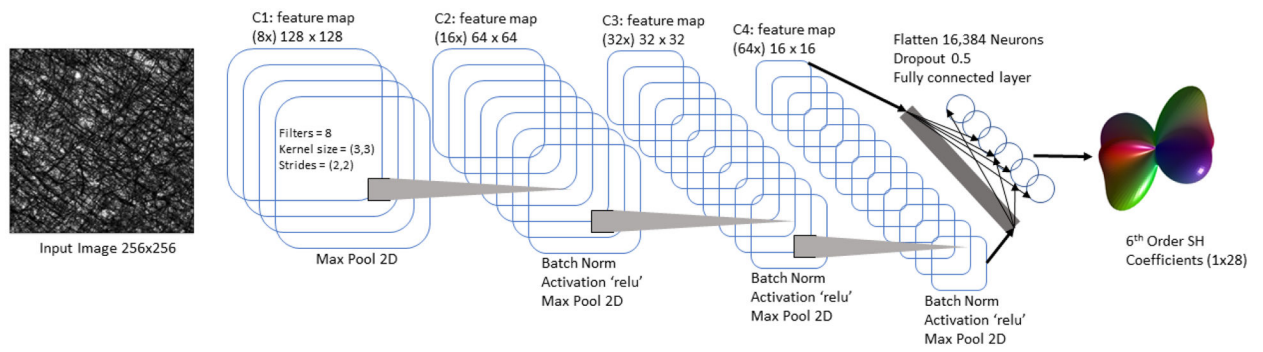 Input Image 256x256
C1: feature map
(8x) 128 x 128
Filters = 8
Kernel size = (3,3)
Strides = (2,2)
Max Pool 2D
C2: feature map
(16x) 64 x 64
Batch Norm
Activation ‘relu’
Max Pool 2D
C3: feature map
(32x) 32 x 32
Batch Norm
Activation ‘relu’
Max Pool 2D
C4: feature map
(64x) 16 x 16
Batch Norm
Activation ‘relu’
Max Pool 2D
Flatten 16,384 Neurons
Dropout 0.5
Fully connected layer
6th Order SH
Coefficients (1x28)